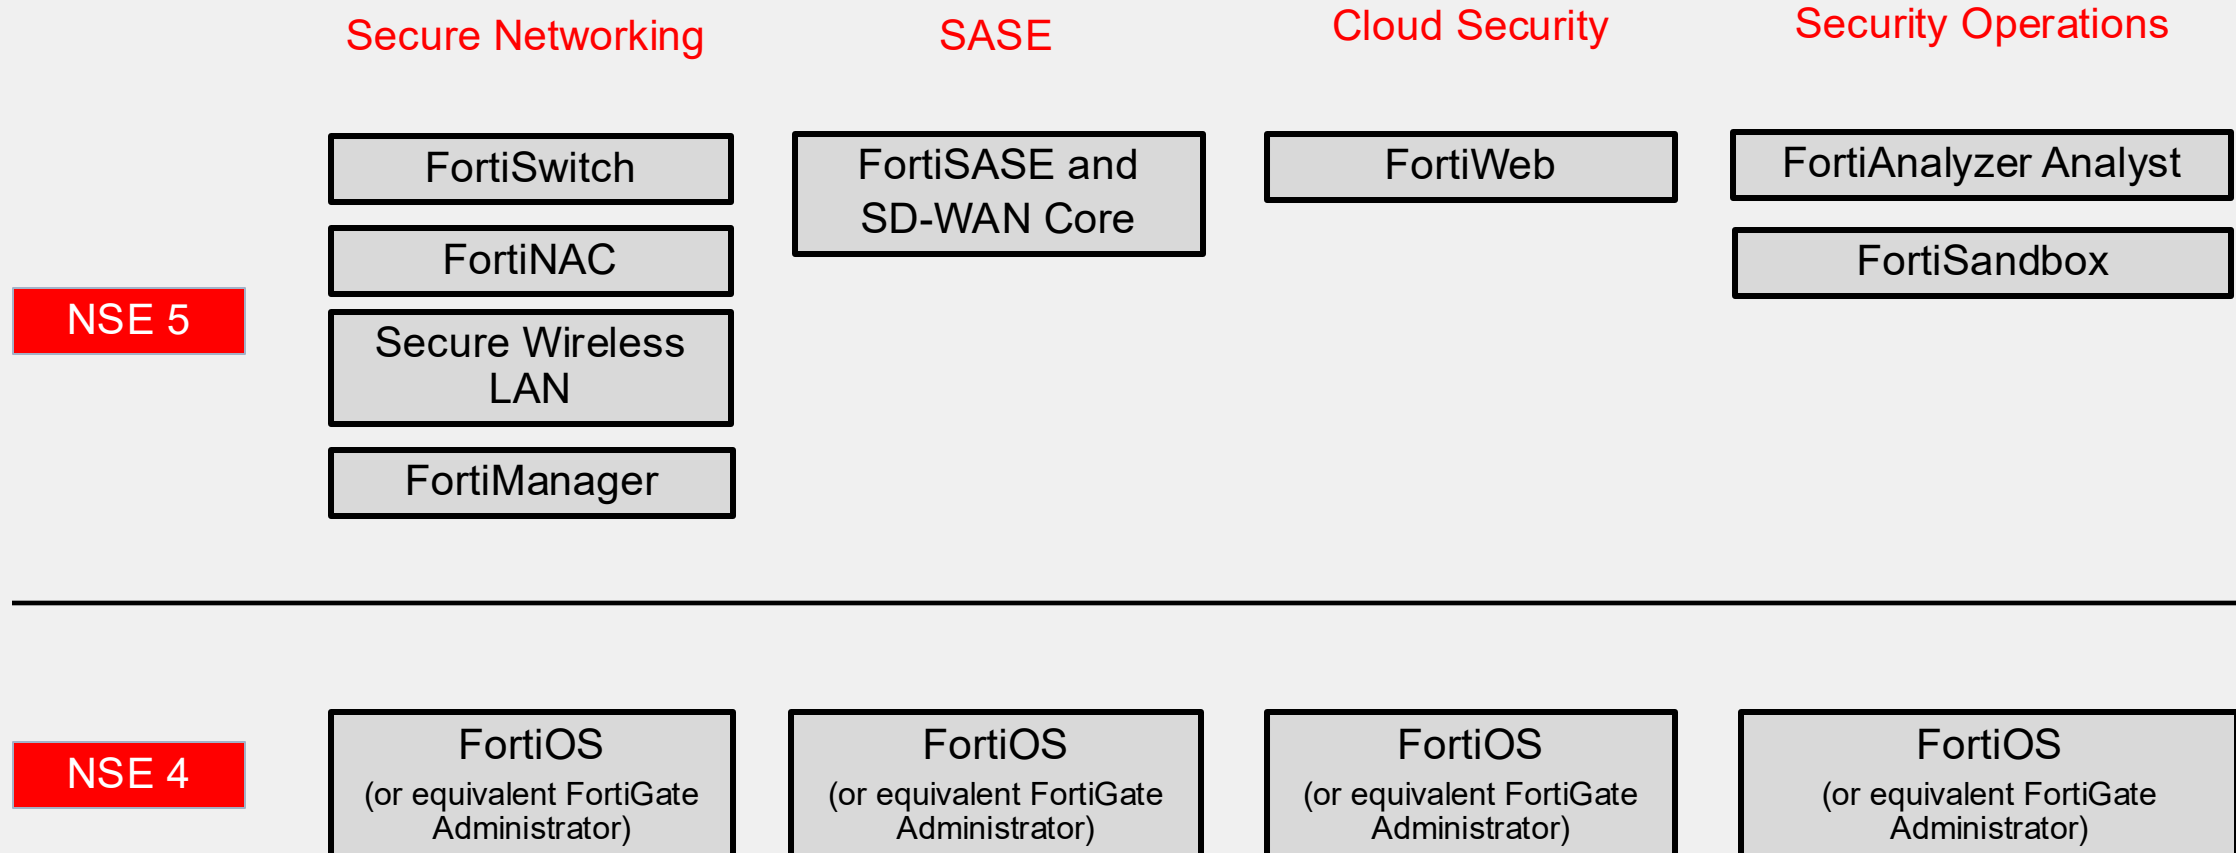 Secure Networking
SASE
Cloud Security
Security Operations
NSE 5
FortiSwitch
FortiNAC
Secure Wireless
LAN
FortiManager
FortiSASE and
SD-WAN Core
FortiWeb
FortiAnalyzer Analyst
FortiSandbox
NSE 4
FortiOS
(or equivalent FortiGate
Administrator)
FortiOS
(or equivalent FortiGate
Administrator)
FortiOS
(or equivalent FortiGate
Administrator)
FortiOS
(or equivalent FortiGate
Administrator)